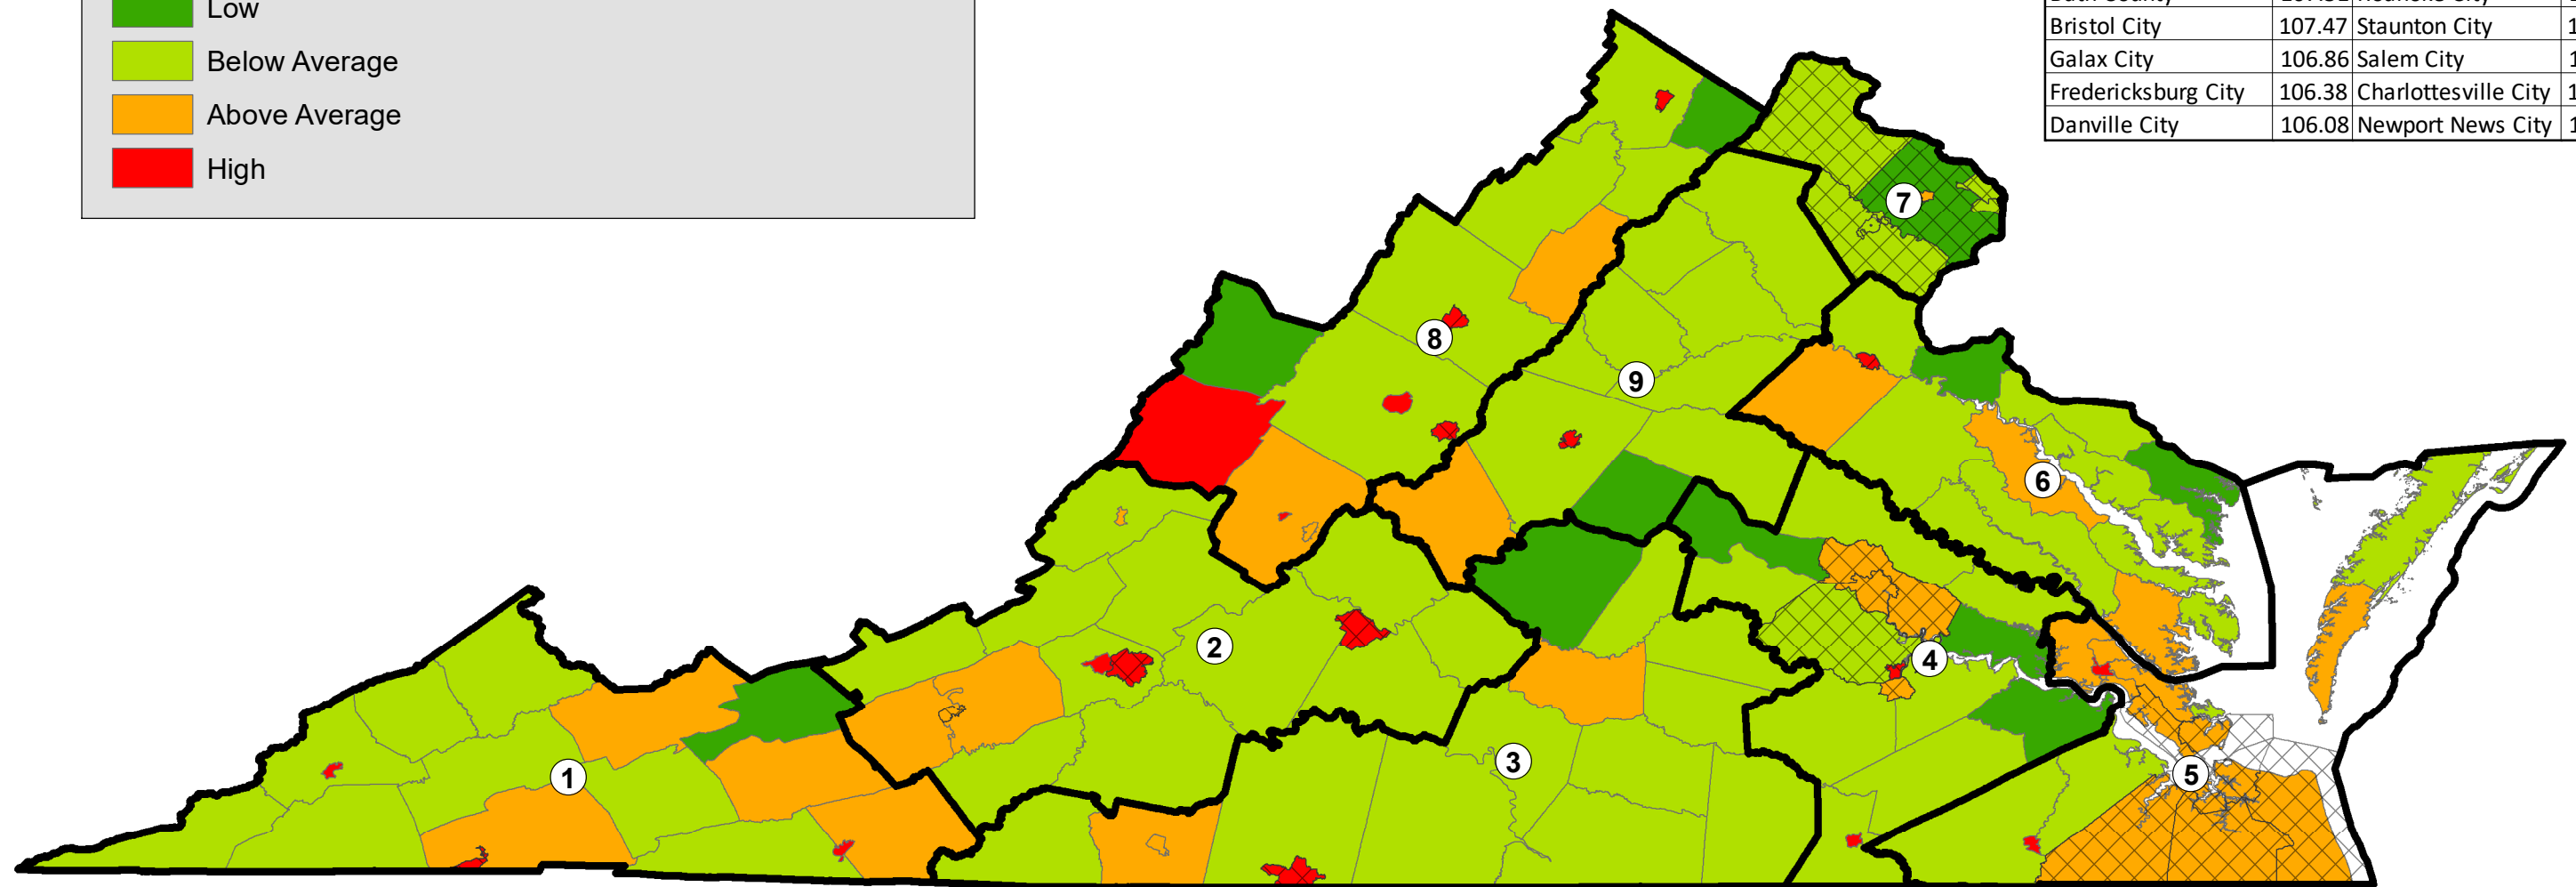 Low
Below Average
Above Average
High
Bristol City 107.47 Staunton City
Galax City 106.86 Salem City
Fredericksburg City 106.38 Charlottesville City
Danville City 106.08 Newport News City
7
8
9
6
2
4
1
3
5